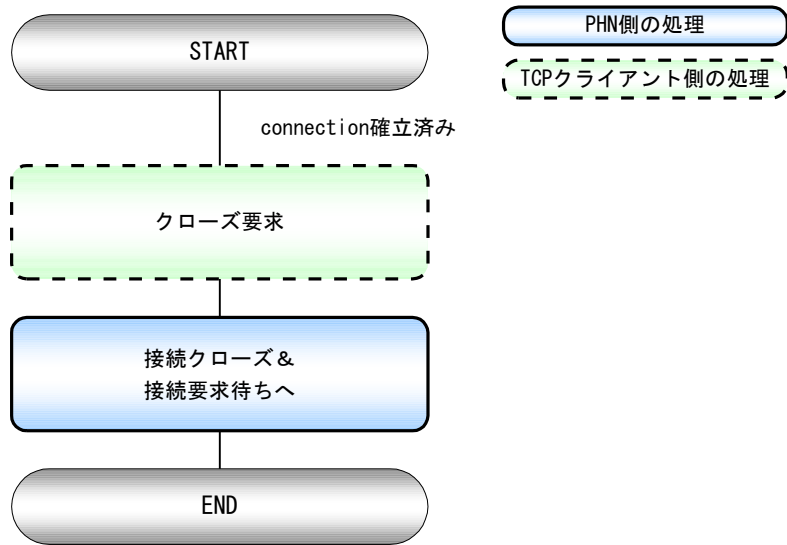 START
PHN側の処理
TCPクライアント側の処理
connection確立済み
クローズ要求
接続クローズ＆
接続要求待ちへ
END